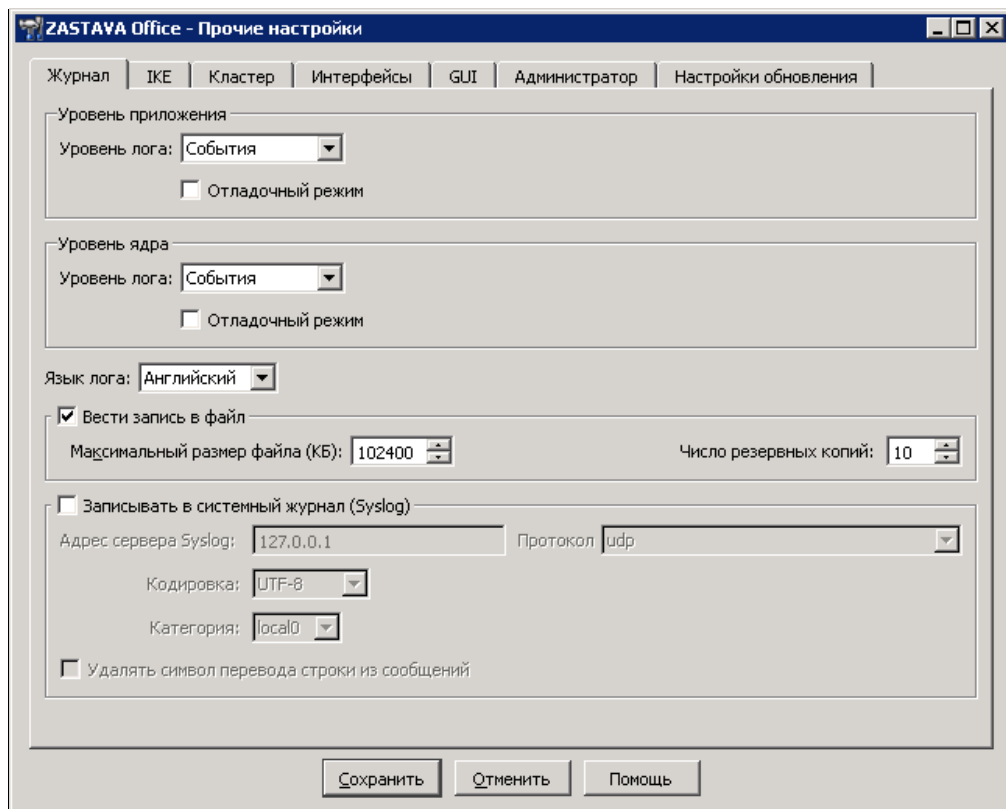 ZASTAVA Office - Прочие настройки
Журнал IKE Кластер Интерфейсы GUI Администратор Настройки обновления
Уровень приложения
Уровень лога: События
Отладочный режим
Уровень ядра
Уровень лога: События
Отладочный режим
Язык лога: Английский
Вести запись в файл
Максимальный размер файла (КБ): 102400 Число резервных копий: 10
Записывать в системный журнал (Syslog)
Адрес сервера Syslog: 127.0.0.1 Протокол udp
Кодировка: UTF-8
Категория: local0
Удалять символ перевода строки из сообщений
Сохранить Отменить Помощь